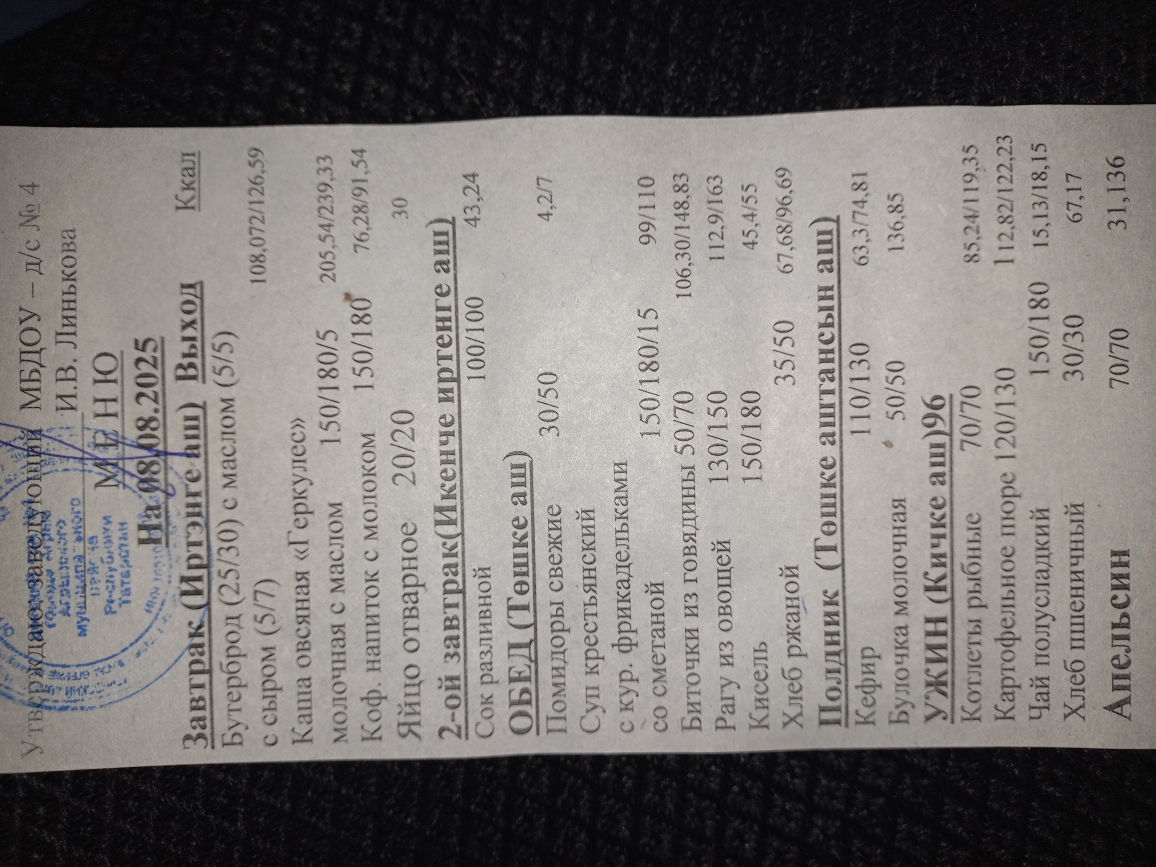 Утверждаю:заведующий МБДОУ – д/с № 4
И.В. Линькова
М Е Н Ю
На 08.08.2025
Завтрак (Иртэнге аш) Выход Ккал
Бутерброд (25/30) с маслом (5/5)
с сыром (5/7) 108,072/126,59
Каша овсяная «Геркулес»
молочная с маслом 150/180/5 205,54/239,33
Коф. напиток с молоком 150/180 76,28/91,54
Яйцо отварное 20/20 30
2-ой завтрак(Икенче иртенге аш)
Сок разливной 100/100 43,24
ОБЕД (Төшке аш)
Помидоры свежие 30/50 4,2/7
Суп крестьянский
с кур. фрикадельками
со сметаной 150/180/15 99/110
Биточки из говядины 50/70 106,30/148,83
Рагу из овощей 130/150 112,9/163
Кисель 150/180 45,4/55
Хлеб ржаной 35/50 67,68/96,69
Полдник (Төшке аштансын аш)
Кефир 110/130 63,3/74,81
Булочка молочная 50/50 136,85
УЖИН (Кичке аш)96
Котлеты рыбные 70/70 85,24/119,35
Картофельное пюре 120/130 112,82/122,23
Чай полусладкий 150/180 15,13/18,15
Хлеб пшеничный 30/30 67,17
Апельсин 70/70 31,136
Республики
Татарстан